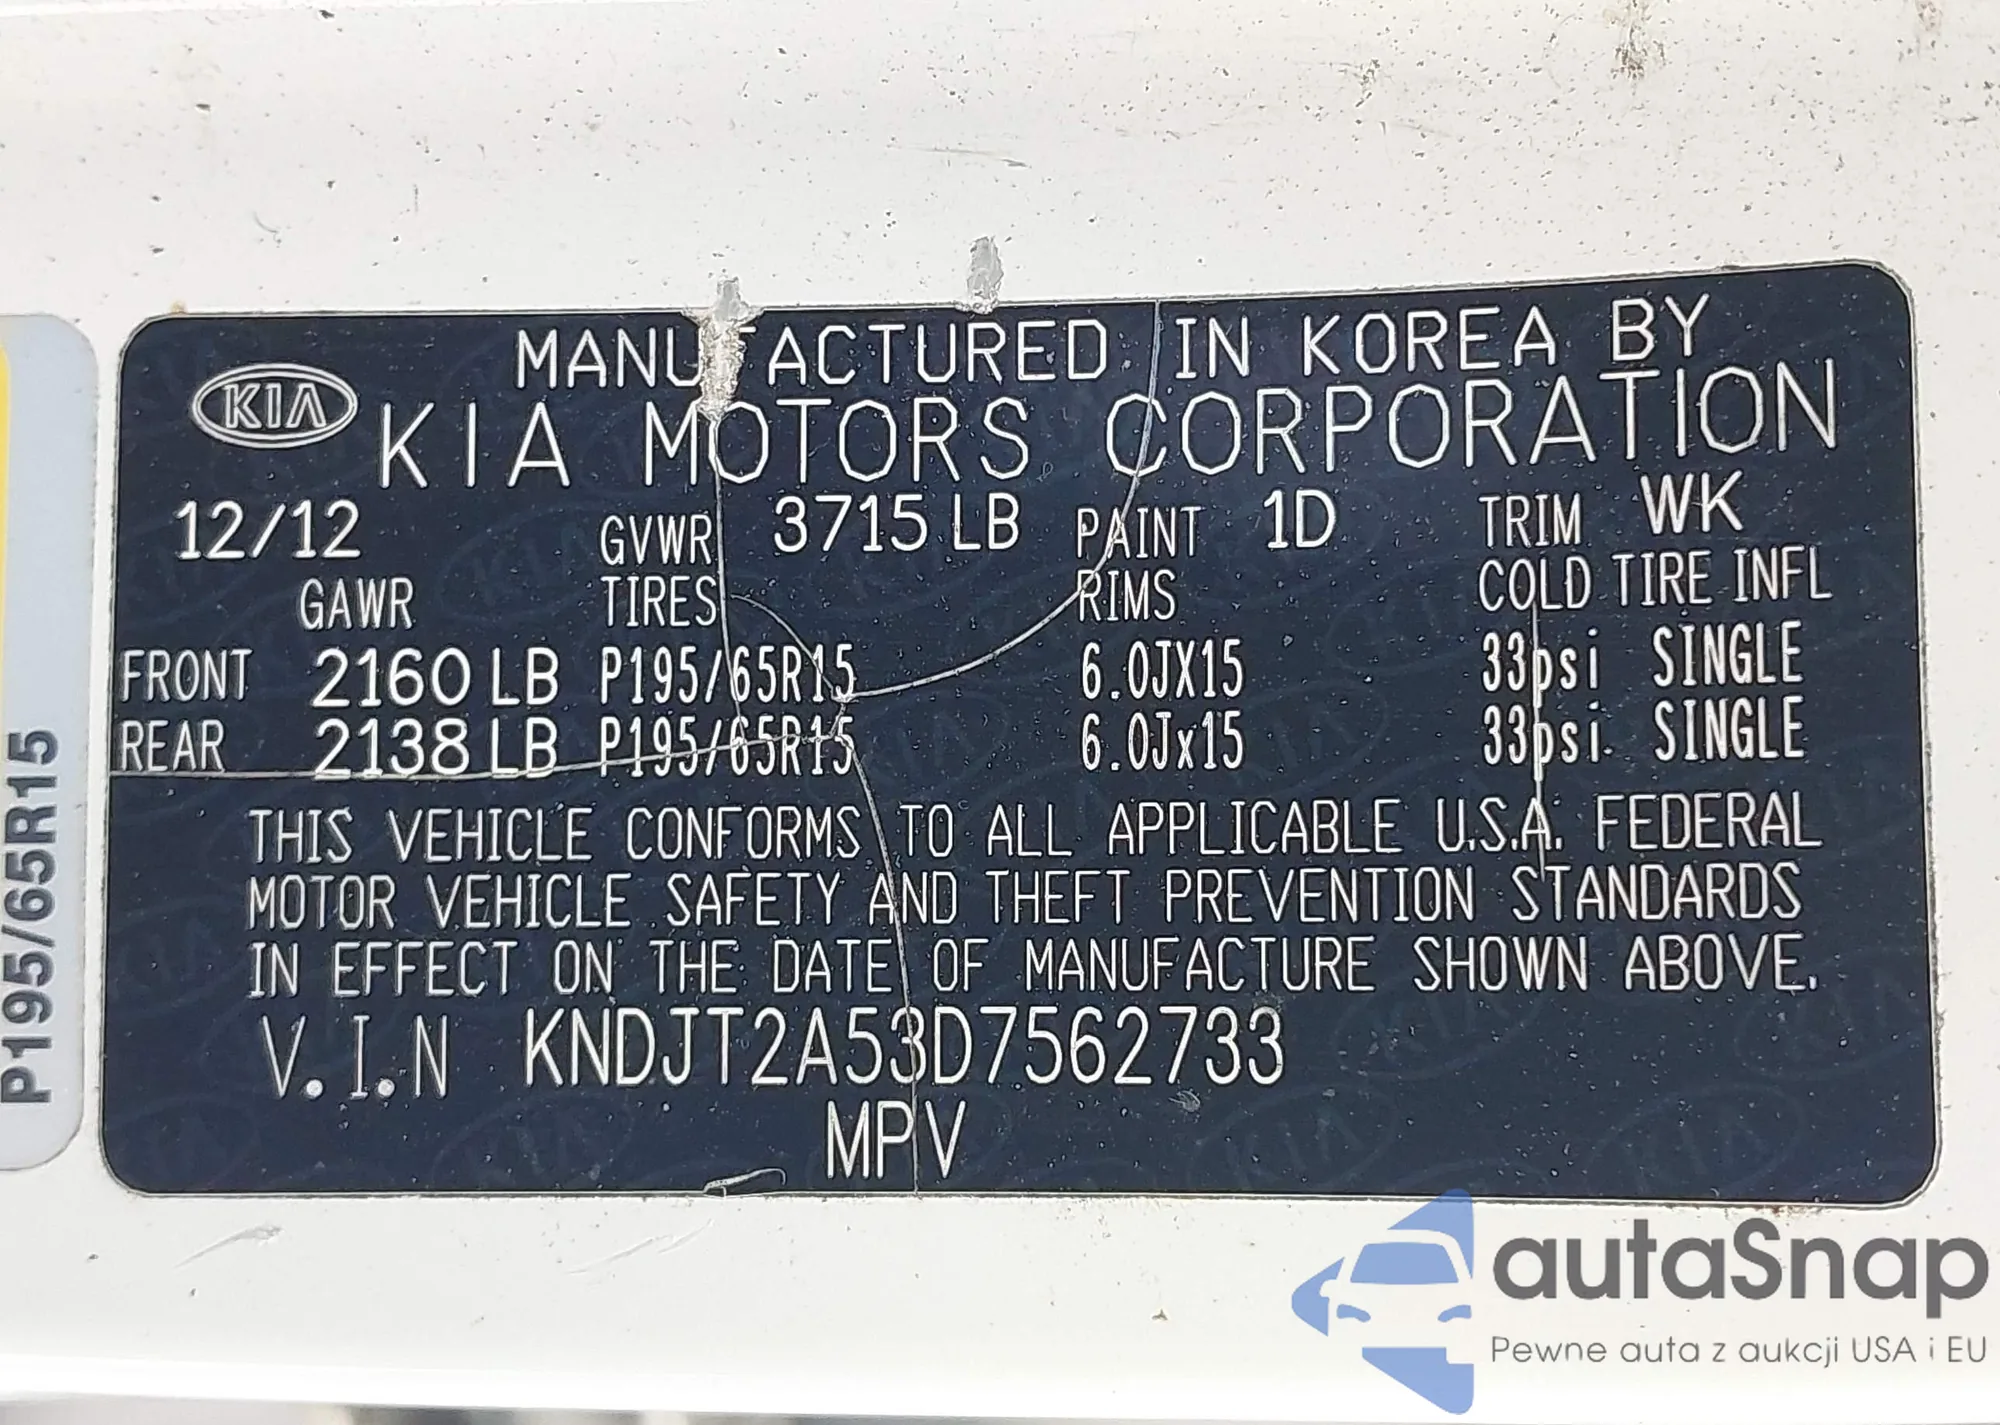 MANUFACTURED IN KOREA BY
KIA
KIA MOTORS CORPORATION
12/12 GVWR 3715 LB PAINT 1D TRIM WK
GAWR TIRES RIMS COLD TIRE INFL
FRONT 2160 LB P195/65R15 6.0JX15 33psi SINGLE
REAR 2138 LB P195/65R15 6.0Jx15 33psi SINGLE
THIS VEHICLE CONFORMS TO ALL APPLICABLE U.S.A. FEDERAL
MOTOR VEHICLE SAFETY AND THEFT PREVENTION STANDARDS
IN EFFECT ON THE DATE OF MANUFACTURE SHOWN ABOVE.
V.I.N KNDJT2A53D7562733
MPV
P195/65R15
autaSnap
Pewne auta z aukcji USA i EU